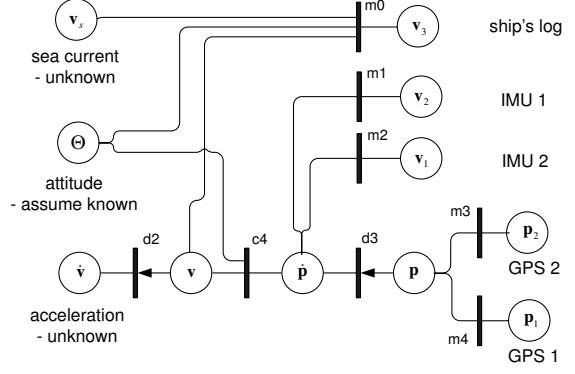 m0
v_s
v_3
ship's log
sea current
- unknown
m1
v_2
IMU 1
Θ
m2
v_1
IMU 2
attitude
- assume known
m3
p_2
d2
c4
d3
v̇
v
ṗ
p
GPS 2
acceleration
- unknown
m4
p_1
GPS 1